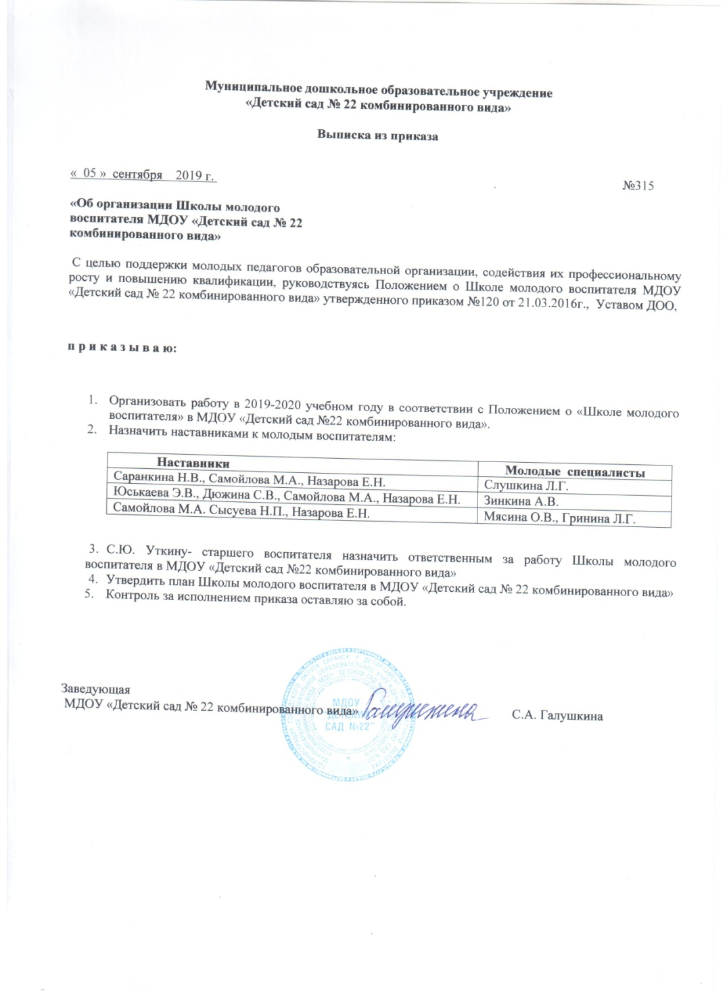 Муниципальное дошкольное образовательное учреждение
«Детский сад № 22 комбинированного вида»
Выписка из приказа
« 05 » сентября 2019 г.
№315
«Об организации Школы молодого
воспитателя МДОУ «Детский сад № 22
комбинированного вида»
С целью поддержки молодых педагогов образовательной организации, содействия их профессиональному
росту и повышению квалификации, руководствуясь Положением о Школе молодого воспитателя МДОУ
«Детский сад № 22 комбинированного вида» утвержденного приказом №120 от 21.03.2016г., Уставом ДОО,
п р и к а з ы в а ю:
1. Организовать работу в 2019-2020 учебном году в соответствии с Положением о «Школе молодого
воспитателя» в МДОУ «Детский сад №22 комбинированного вида».
2. Назначить наставниками к молодым воспитателям:
Наставники Молодые специалисты
Саранкина Н.В., Самойлова М.А., Назарова Е.Н. Слушкина Л.Г.
Юськаева Э.В., Дюжина С.В., Самойлова М.А., Назарова Е.Н. Зинкина А.В.
Самойлова М.А. Сысуева Н.П., Назарова Е.Н. Мясина О.В., Гринина Л.Г.
3. С.Ю. Уткину- старшего воспитателя назначить ответственным за работу Школы молодого
воспитателя в МДОУ «Детский сад №22 комбинированного вида»
4. Утвердить план Школы молодого воспитателя в МДОУ «Детский сад № 22 комбинированного вида»
5. Контроль за исполнением приказа оставляю за собой.
Заведующая
МДОУ «Детский сад № 22 комбинированного вида»
С.А. Галушкина
МДОУ
"ДЕТСКИЙ
САД №22"